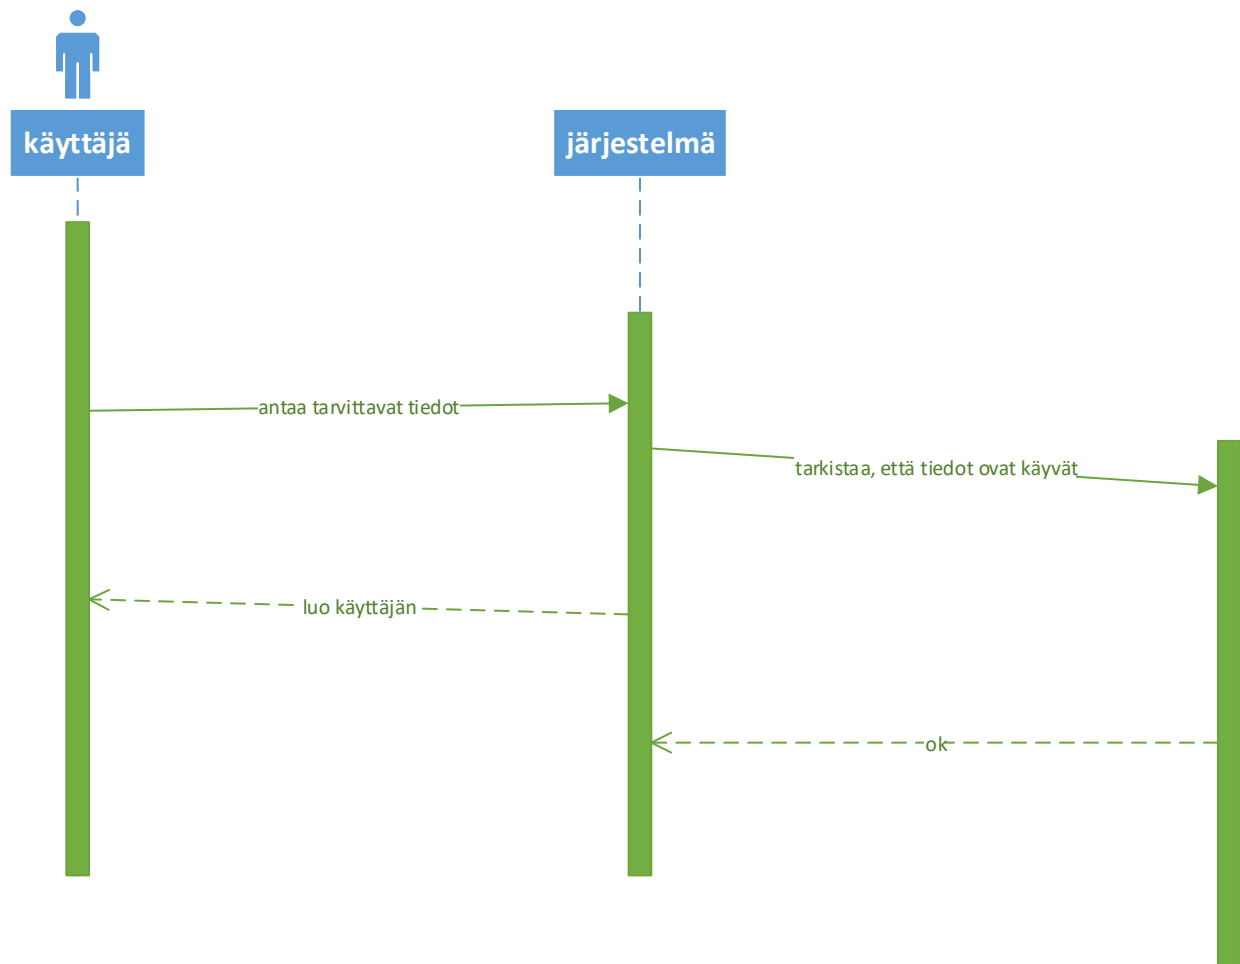 käyttäjä
järjestelmä
antaa tarvittavat tiedot
tarkistaa, että tiedot ovat käyvät
luo käyttäjän
ok